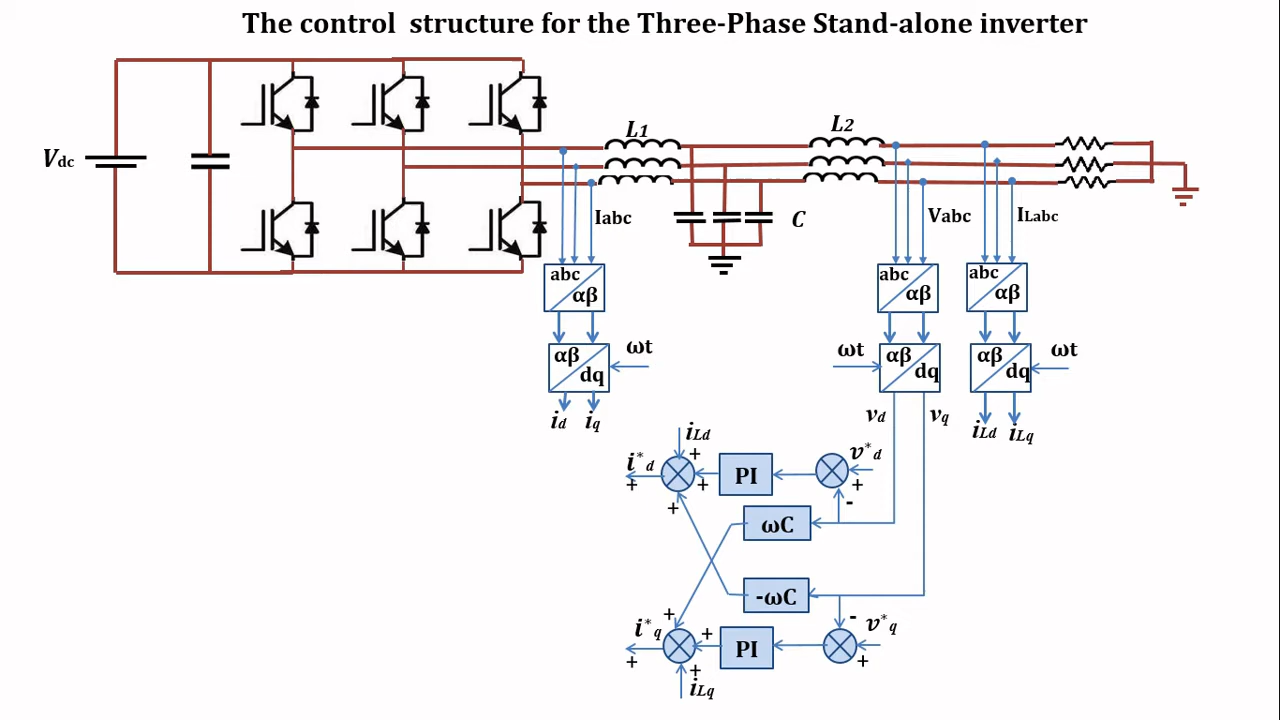 The control structure for the Three-Phase Stand-alone inverter
L1
L2
Vdc
Iabc
C
Vabc
ILabc
abc
αβ
abc
αβ
abc
αβ
ωt
ωt
ωt
αβ
dq
αβ
dq
αβ
dq
id
iq
vd
vq
iLd
iLq
iLd
+
i*d
+
+
PI
v*d
+
-
+
ωC
-ωC
+
i*q
+
+
PI
-
v*q
+
+
iLq